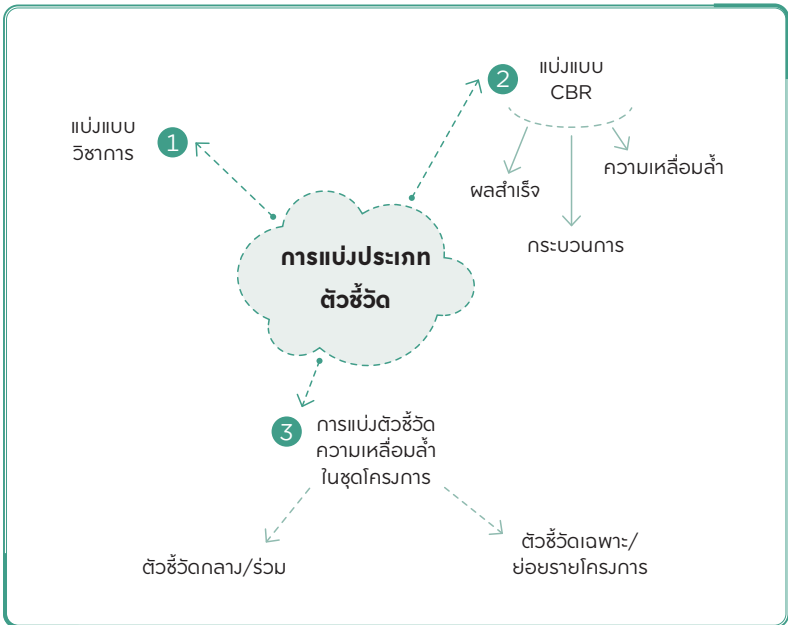 การแบ่งประเภท
ตัวชี้วัด
1
แบ่งแบบ
วิชาการ
2
แบ่งแบบ
CBR
ผลสำเร็จ
กระบวนการ
ความเหลื่อมล้ำ
3
การแบ่งตัวชี้วัด
ความเหลื่อมล้ำ
ในชุดโครงการ
ตัวชี้วัดกลาง/ร่วม
ตัวชี้วัดเฉพาะ/
ย่อยรายโครงการ